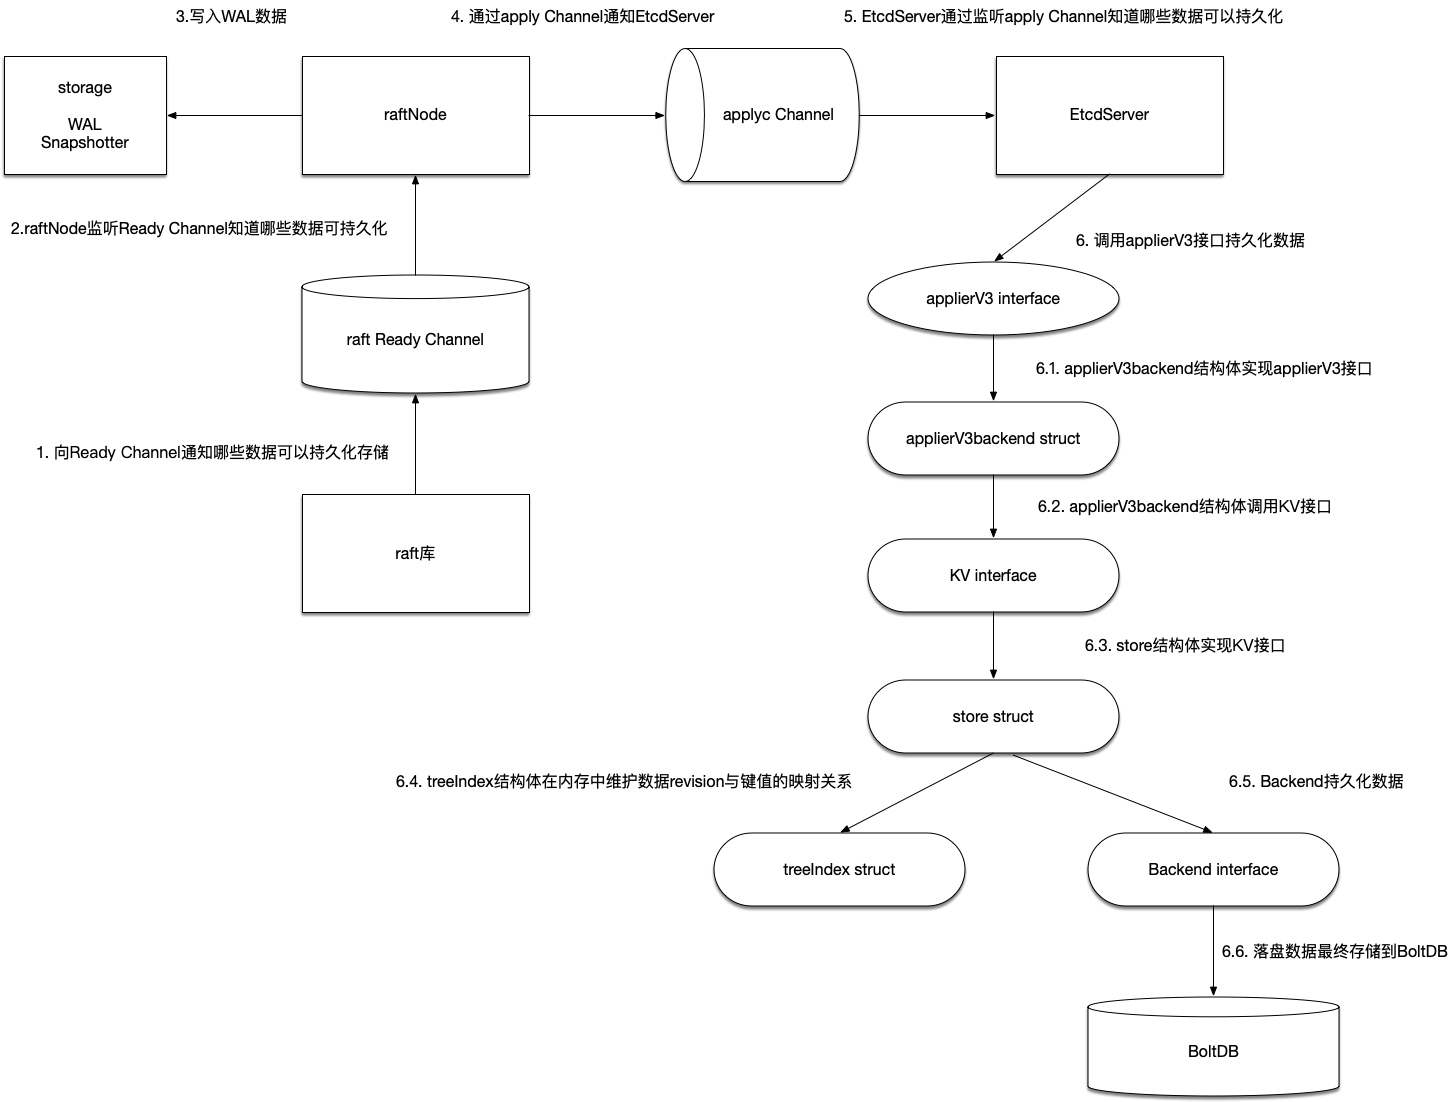 3.写入WAL数据
4. 通过apply Channel通知EtcdServer
5. EtcdServer通过监听apply Channel知道哪些数据可以持久化
storage
WAL
Snapshotter
raftNode
applyc Channel
EtcdServer
2.raftNode监听Ready Channel知道哪些数据可持久化
6. 调用applierV3接口持久化数据
applierV3 interface
raft Ready Channel
6.1. applierV3backend结构体实现applierV3接口
applierV3backend struct
1. 向Ready Channel通知哪些数据可以持久化存储
6.2. applierV3backend结构体调用KV接口
raft库
KV interface
6.3. store结构体实现KV接口
store struct
6.4. treeIndex结构体在内存中维护数据revision与键值的映射关系
6.5. Backend持久化数据
treeIndex struct
Backend interface
6.6. 落盘数据最终存储到BoltDB
BoltDB